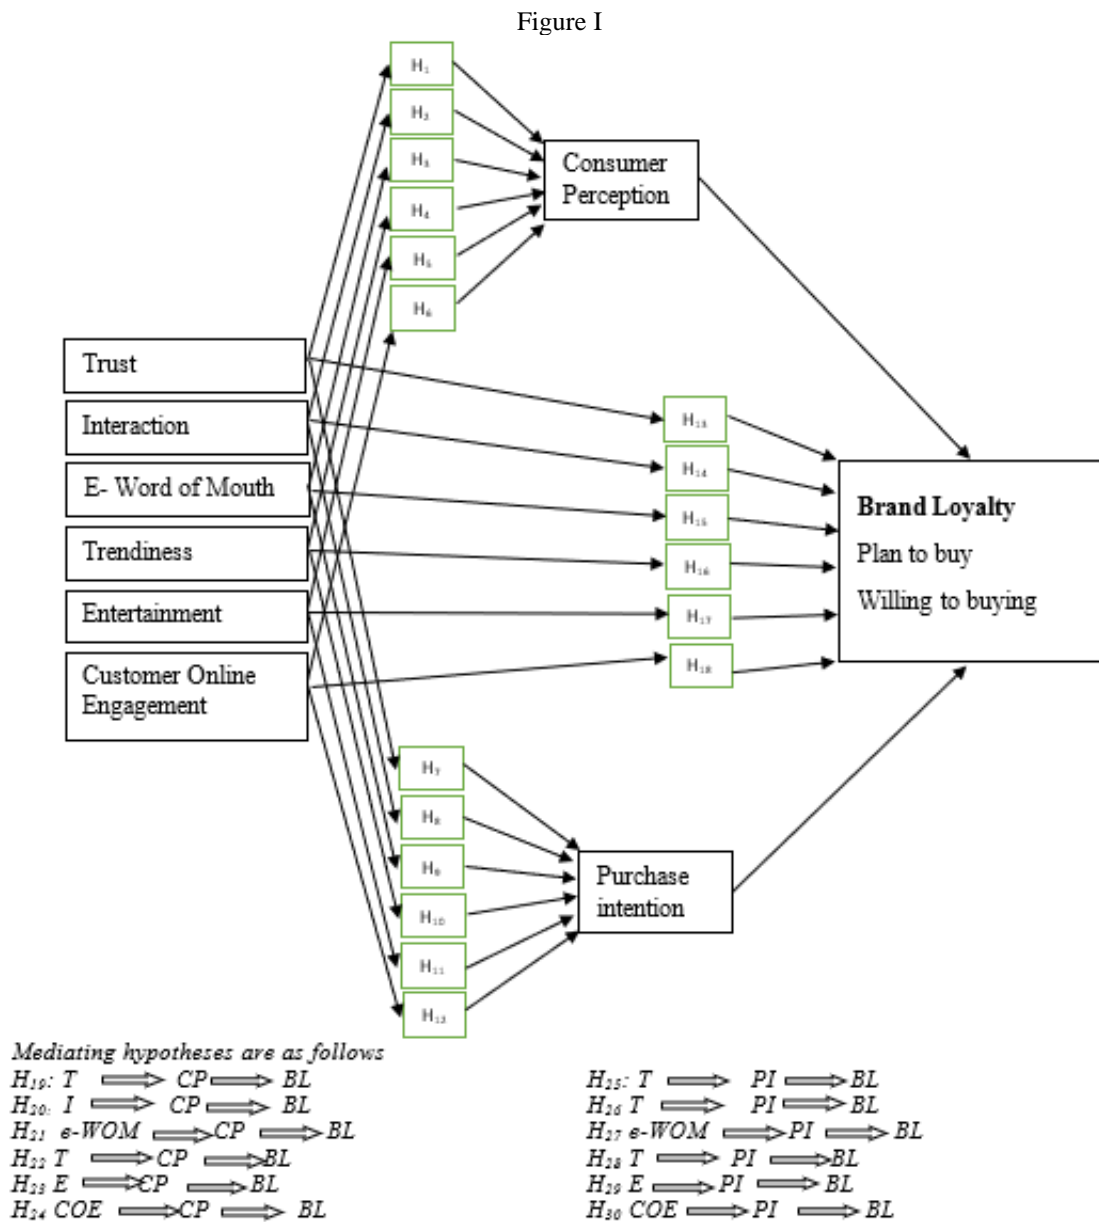 Figure I
H₁
H₂
H₃
H₄
H₅
H₆
Consumer
Perception
Trust
Interaction
E- Word of Mouth
Trendiness
Entertainment
Customer Online
Engagement
H₁₃
H₁₄
H₁₅
H₁₆
H₁₇
H₁₈
Brand Loyalty
Plan to buy
Willing to buying
H₇
H₈
H₉
H₁₀
H₁₁
H₁₂
Purchase
intention
Mediating hypotheses are as follows
H₁₉: T CP BL
H₂₀: I CP BL
H₂₁ e-WOM CP BL
H₂₂ T CP BL
H₂₃ E CP BL
H₂₄ COE CP BL
H₂₅: T PI BL
H₂₆ T PI BL
H₂₇ e-WOM PI BL
H₂₈ T PI BL
H₂₉ E PI BL
H₃₀ COE PI BL